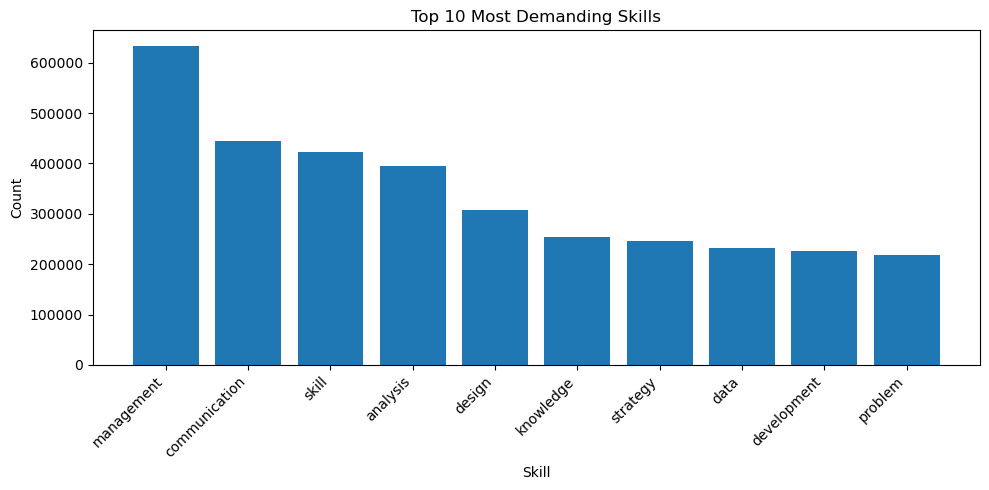 Top 10 Most Demanding Skills
Count
600000
500000
400000
300000
200000
100000
0
management
communication
skill
analysis
design
knowledge
strategy
data
development
problem
Skill